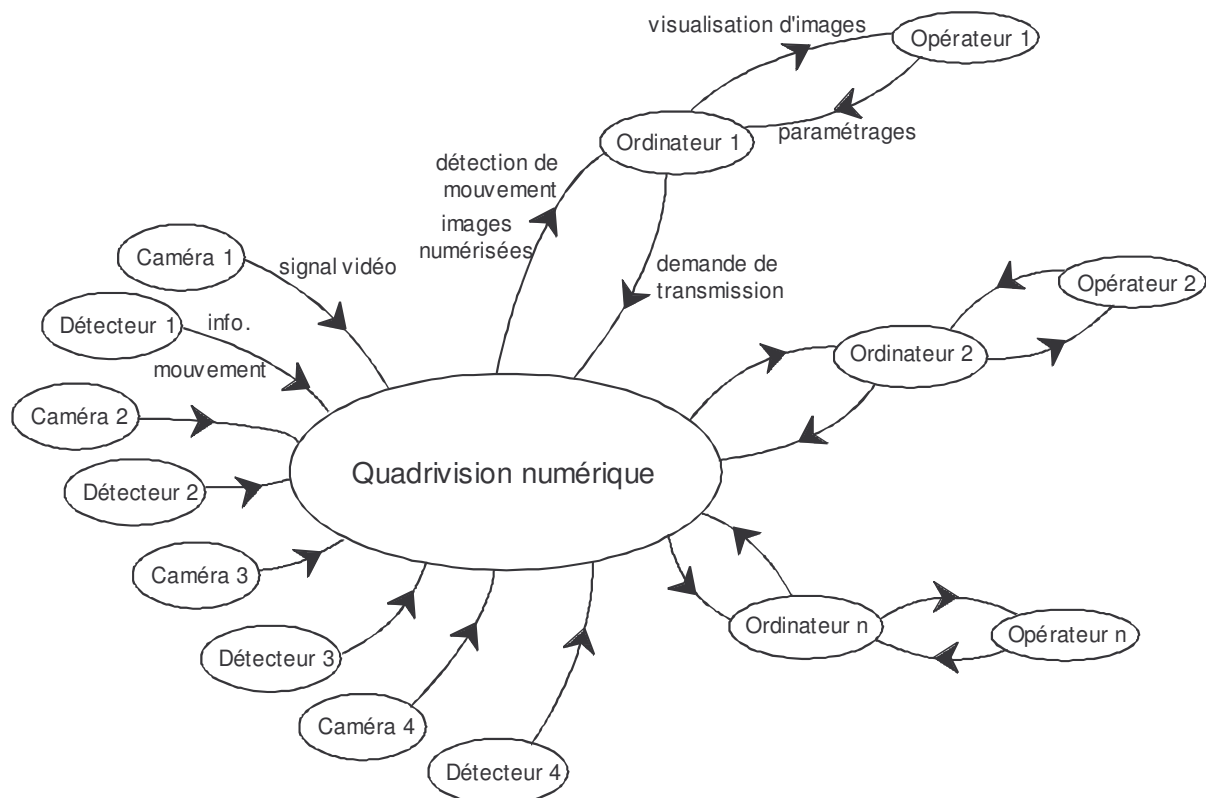 visualisation d'images
Opérateur 1
Ordinateur 1
paramétrages
détection de
mouvement
images
numérisées
demande de
transmission
Caméra 1
signal vidéo
Détecteur 1
info.
mouvement
Caméra 2
Détecteur 2
Caméra 3
Détecteur 3
Caméra 4
Détecteur 4
Quadrivision numérique
Opérateur 2
Ordinateur 2
Ordinateur n
Opérateur n